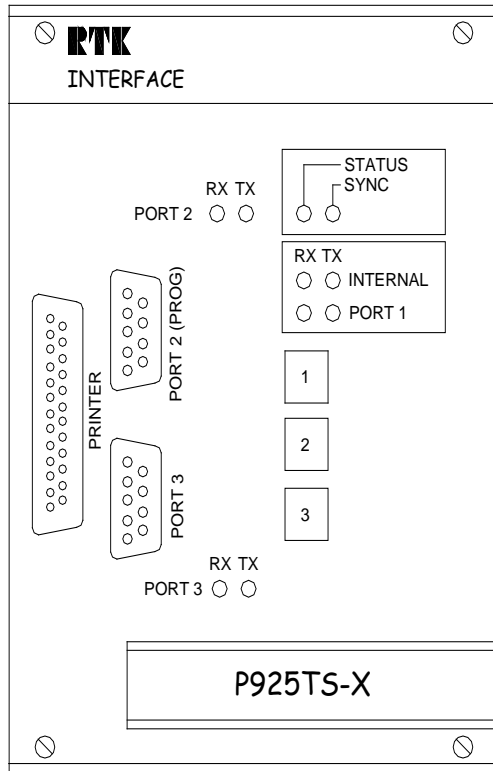 RTK
INTERFACE
STATUS
SYNC
RX TX
PORT 2
RX TX
INTERNAL
PORT 1
PORT 2 (PROG)
PRINTER
1
2
3
PORT 3
RX TX
PORT 3
P925TS-X